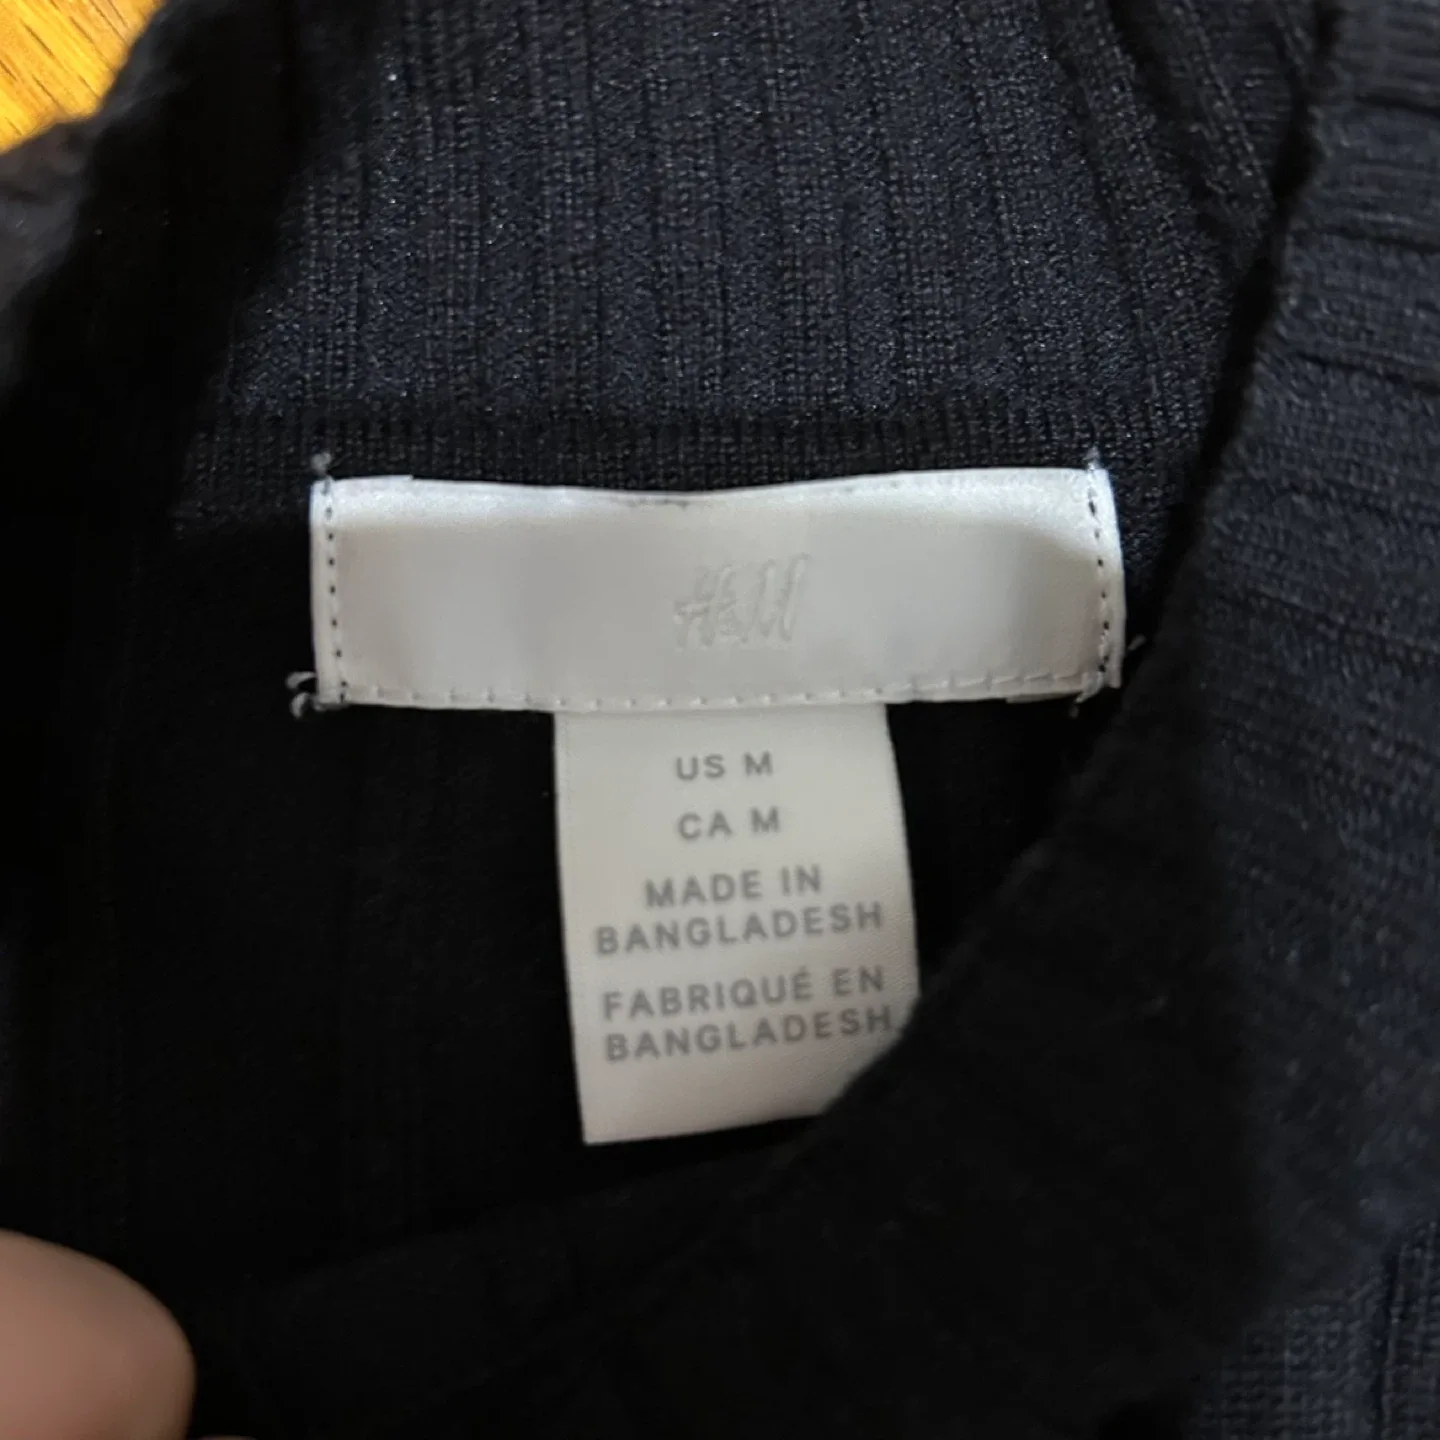 H&M
US M
CA M
MADE IN
BANGLADESH
FABRIQUÉ EN
BANGLADESH